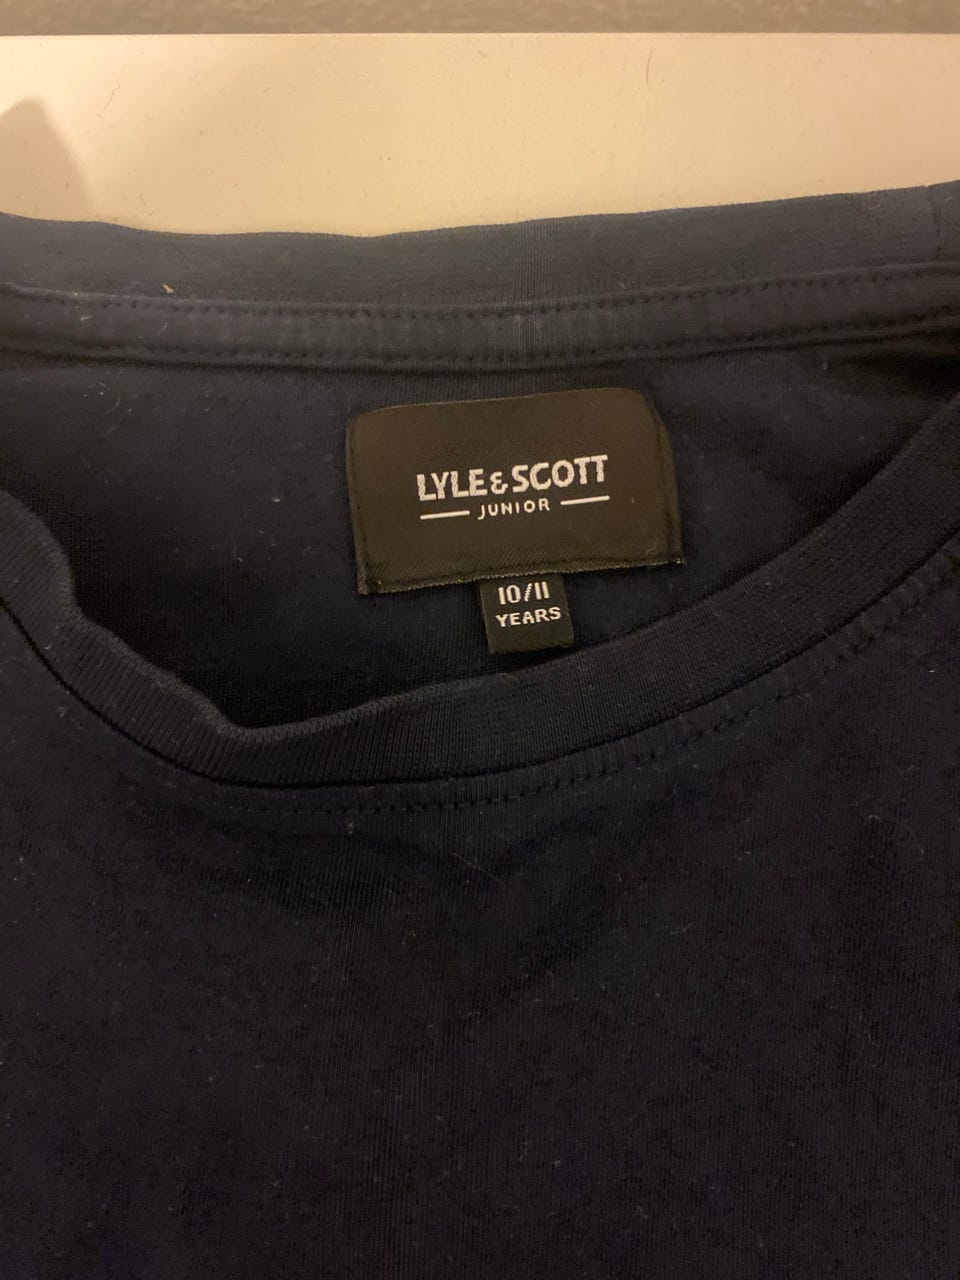 LYLE & SCOTT
JUNIOR
10/11
YEARS